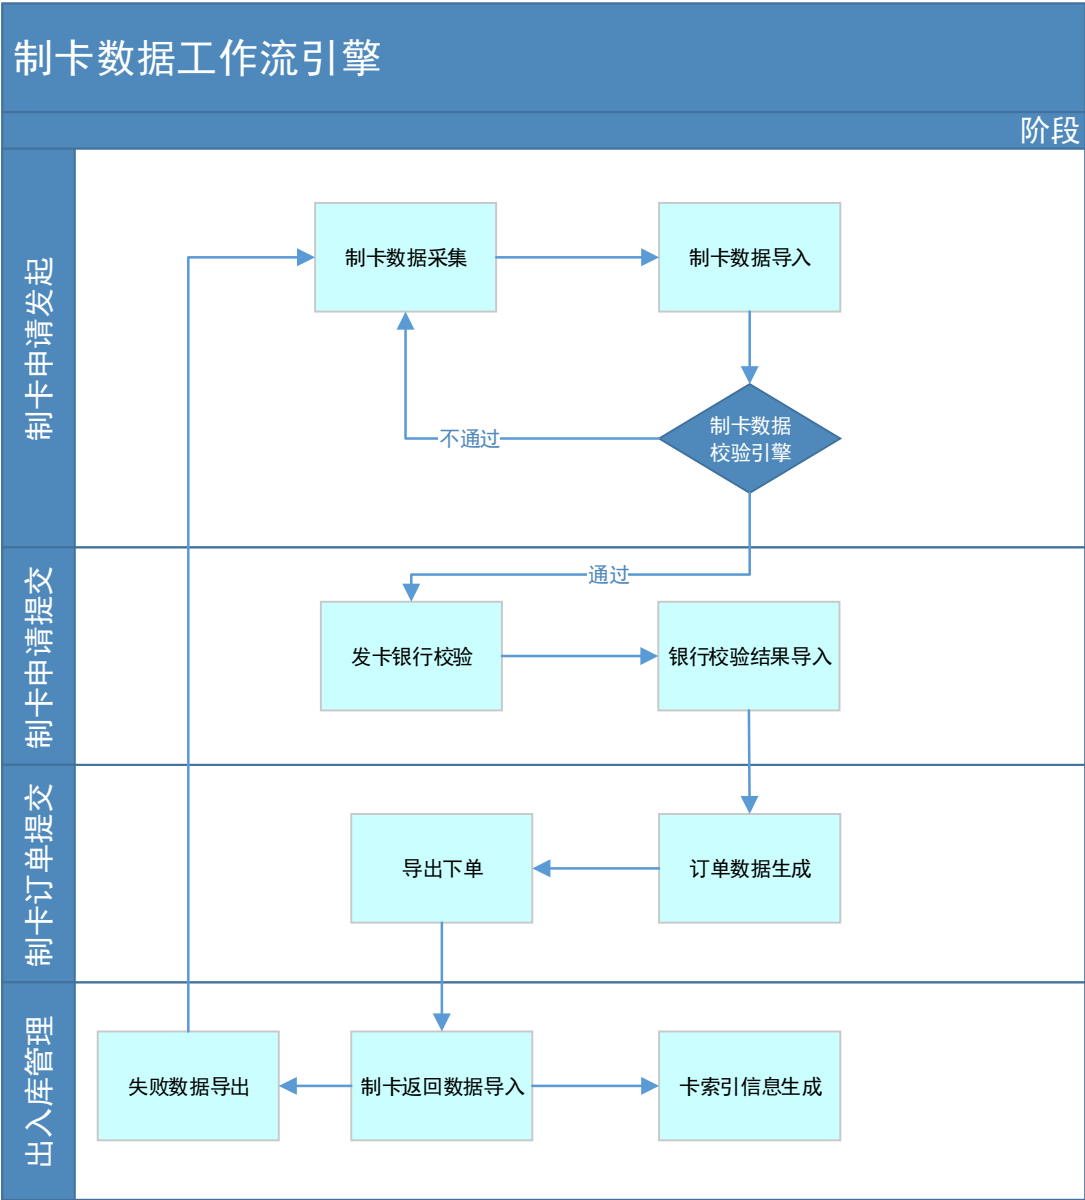 制卡数据工作流引擎
阶段
制卡申请发起
制卡数据采集
制卡数据导入
制卡数据
校验引擎
不通过
制卡申请提交
通过
发卡银行校验
银行校验结果导入
制卡订单提交
导出下单
订单数据生成
出入库管理
失败数据导出
制卡返回数据导入
卡索引信息生成